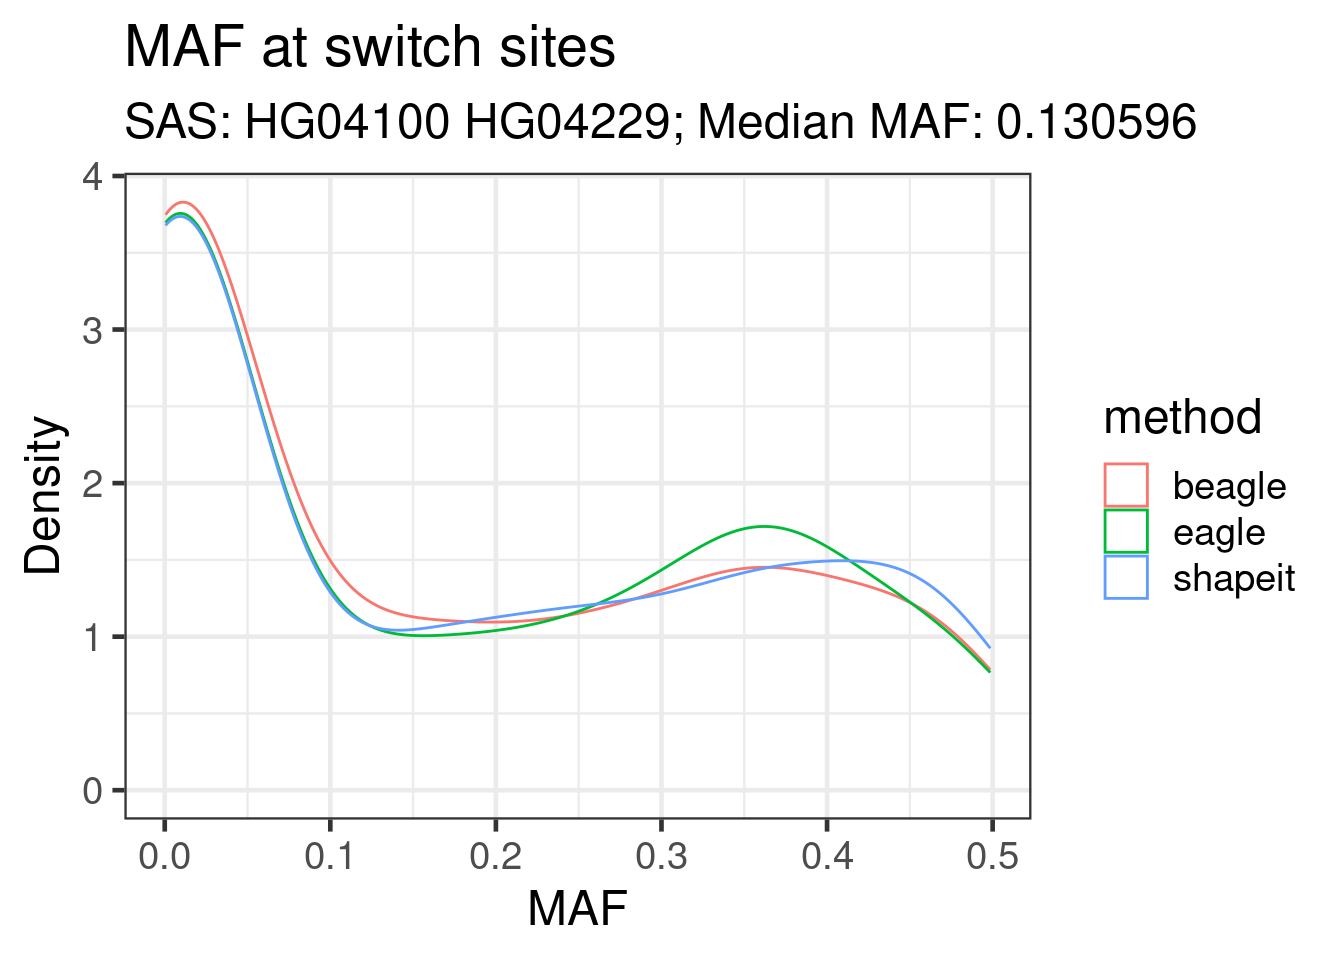 MAF at switch sites
SAS: HG04100 HG04229; Median MAF: 0.130596
4
3
2
1
0
Density
0.0 0.1 0.2 0.3 0.4 0.5
MAF
method
beagle
eagle
shapeit